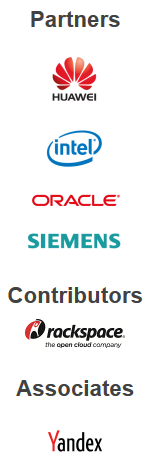 Partners
HUAWEI
intel
ORACLE
SIEMENS
Contributors
rackspace
the open cloud company
Associates
Yandex